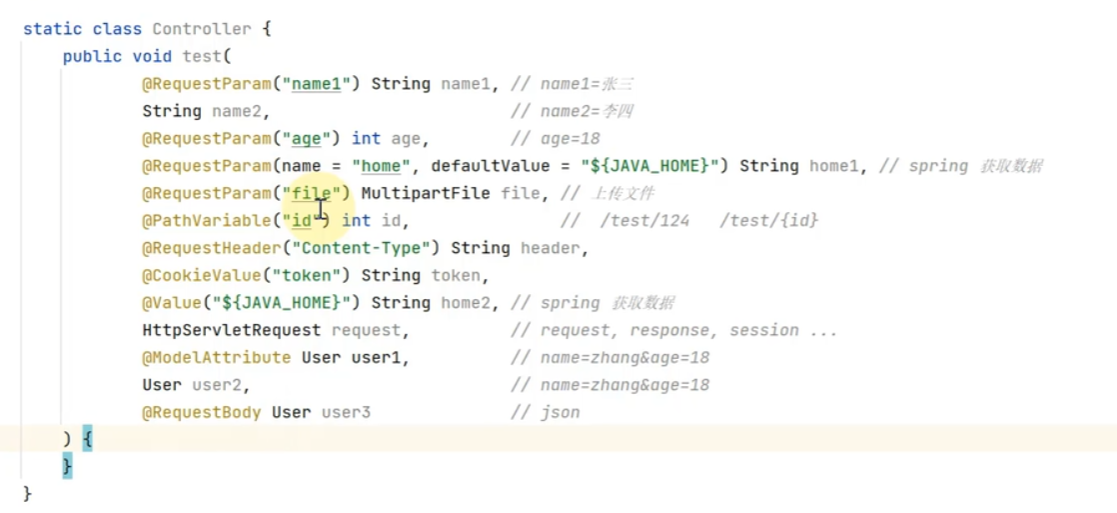 static class Controller {
public void test(
@RequestParam("name1") String name1, // name1=张三
String name2, // name2=李四
@RequestParam("age") int age, // age=18
@RequestParam(name = "home", defaultValue = "${JAVA_HOME}") String home1, // spring 获取数据
@RequestParam("file") MultipartFile file, // 上传文件
@PathVariable("id") int id, // /test/124 /test/{id}
@RequestHeader("Content-Type") String header,
@CookieValue("token") String token,
@Value("${JAVA_HOME}") String home2, // spring 获取数据
HttpServletRequest request, // request, response, session ...
@ModelAttribute User user1, // name=zhang&age=18
User user2, // name=zhang&age=18
@RequestBody User user3 // json
) {
}
}